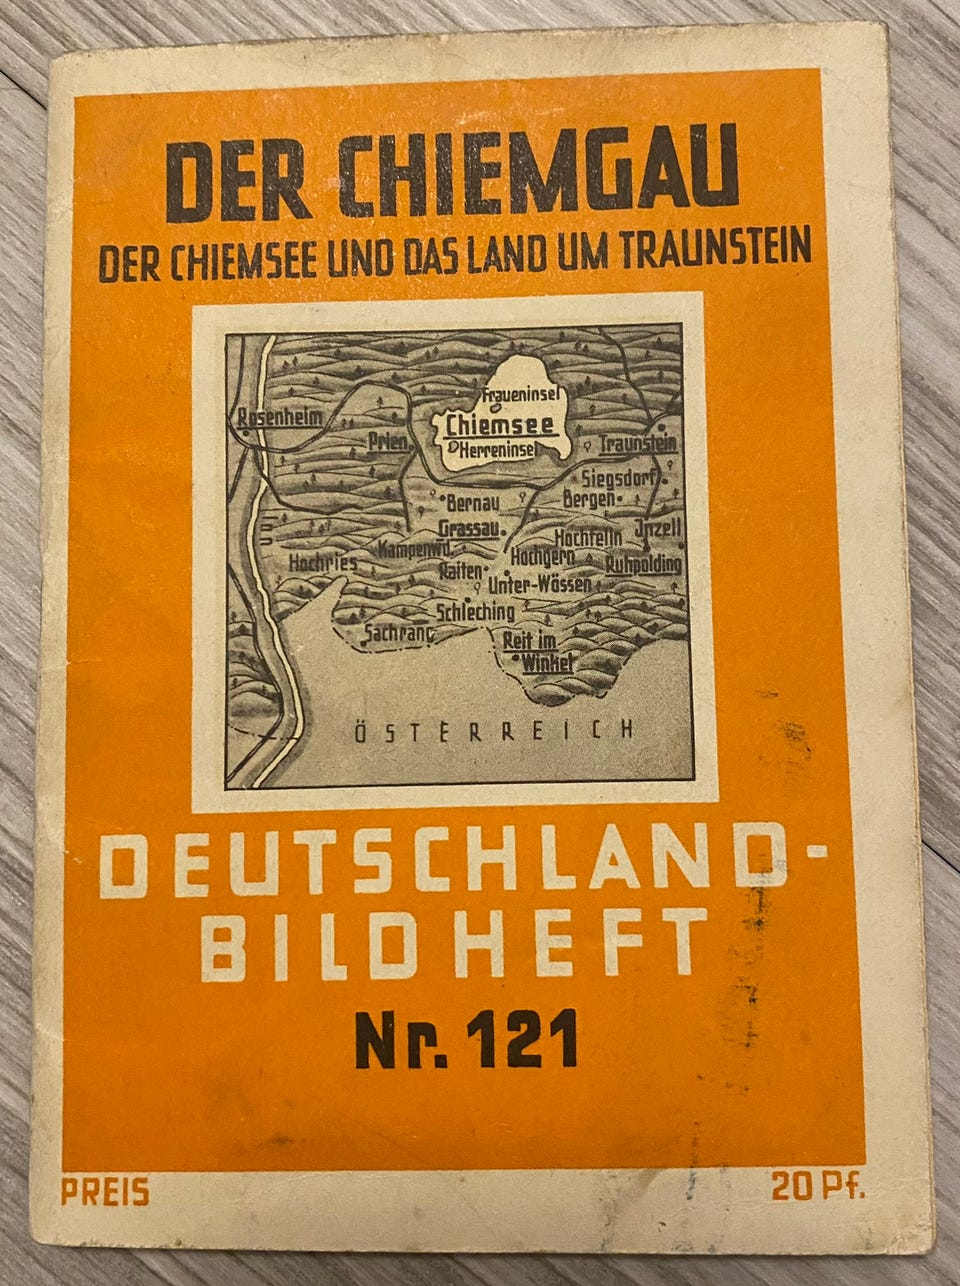 DER CHIEMGAU
DER CHIEMSEE UND DAS LAND UM TRAUNSTEIN
Fraueninsel
Rosenheim
Chiemsee
Prien
Herreninsel
Traunstein
Siegsdorf
Bernau
Bergen
Grassau
Inn
Hochfelln
Inzell
Kampenwd.
Hochgern
Hochries
Raiten
Ruhpolding
Unter-Wössen
Schleching
Sachrang
Reit im
Winkel
ÖSTERREICH
DEUTSCHLAND-
BILDHEFT
Nr. 121
PREIS
20 Pf.